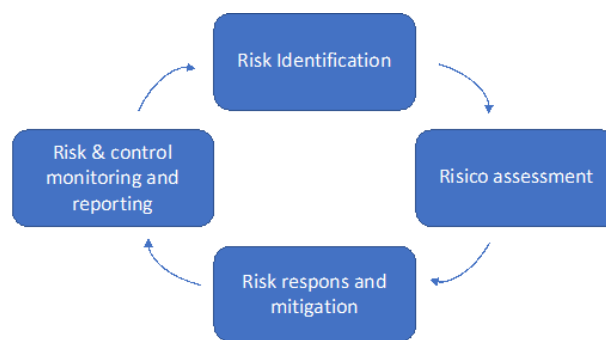 Risk Identification
Risico assessment
Risk respons and
mitigation
Risk & control
monitoring and
reporting